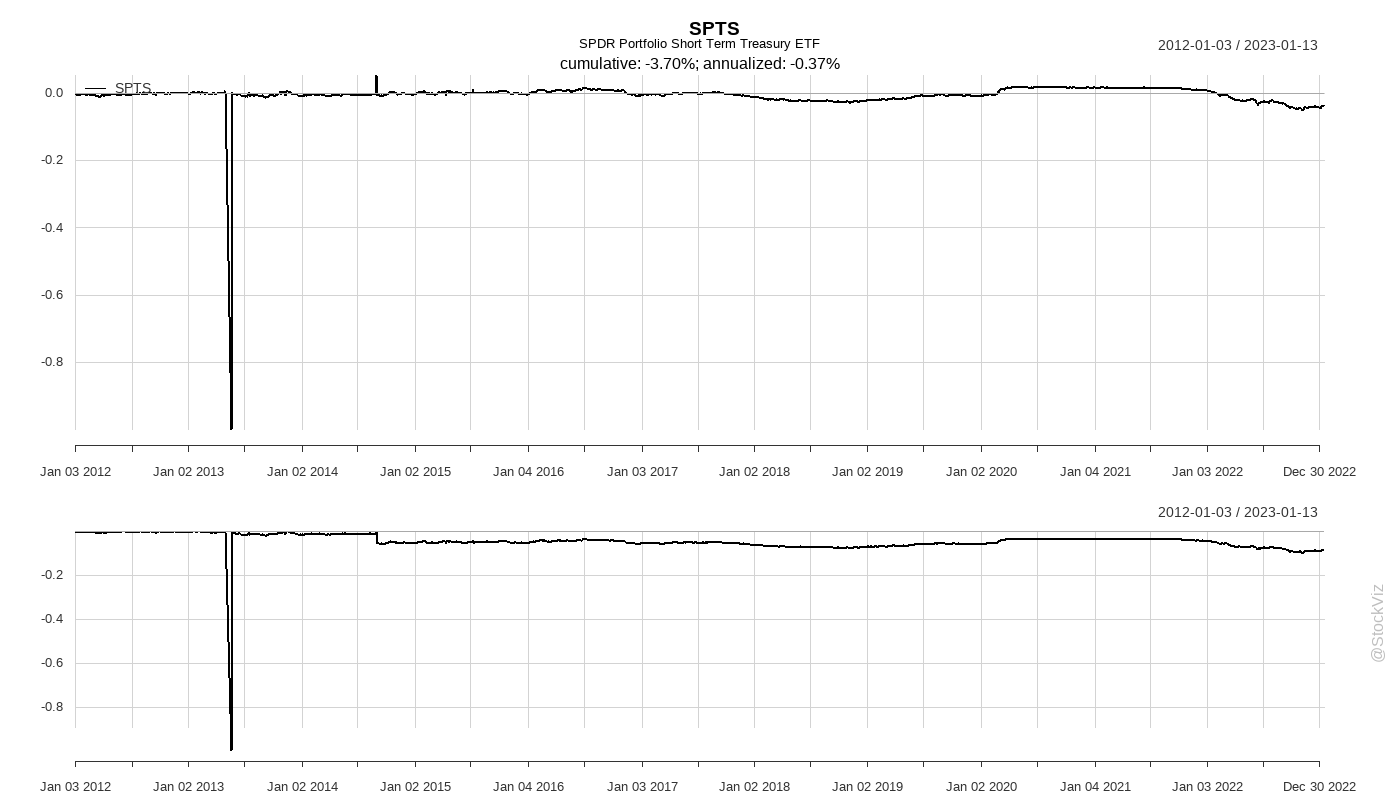 SPTS
SPDR Portfolio Short Term Treasury ETF
2012-01-03 / 2023-01-13
cumulative: -3.70%; annualized: -0.37%
SPTS
0.0
-0.2
-0.4
-0.6
-0.8
Jan 03 2012 Jan 02 2013 Jan 02 2014 Jan 02 2015 Jan 04 2016 Jan 03 2017 Jan 02 2018 Jan 02 2019 Jan 02 2020 Jan 04 2021 Jan 03 2022 Dec 30 2022
2012-01-03 / 2023-01-13
-0.2
-0.4
-0.6
-0.8
Jan 03 2012 Jan 02 2013 Jan 02 2014 Jan 02 2015 Jan 04 2016 Jan 03 2017 Jan 02 2018 Jan 02 2019 Jan 02 2020 Jan 04 2021 Jan 03 2022 Dec 30 2022
@StockViz